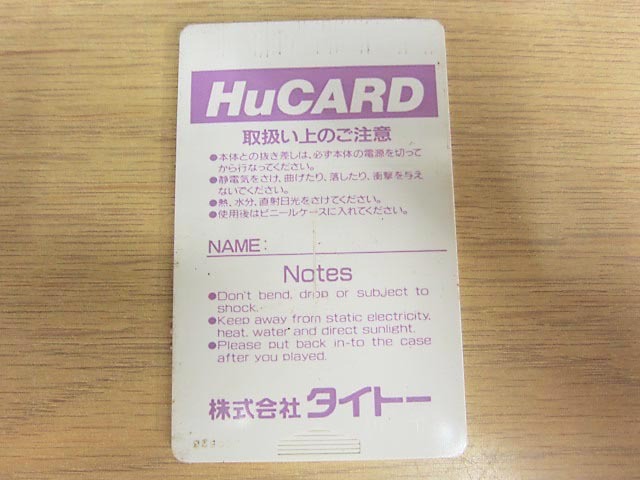 HuCARD
取扱い上のご注意
●本体との抜き差しは、必ず本体の電源を切って
から行なってください。
●静電気をさけ、曲げたり、落したり、衝撃を与え
ないでください。
●熱、水分、直射日光をさけてください。
●使用後はビニールケースに入れてください。
NAME:
Notes
●Don't bend, drop or subject to
shock.
●Keep away from static electricity,
heat, water and direct sunlight.
●Please put back in-to the case
after you played.
株式会社 タイトー